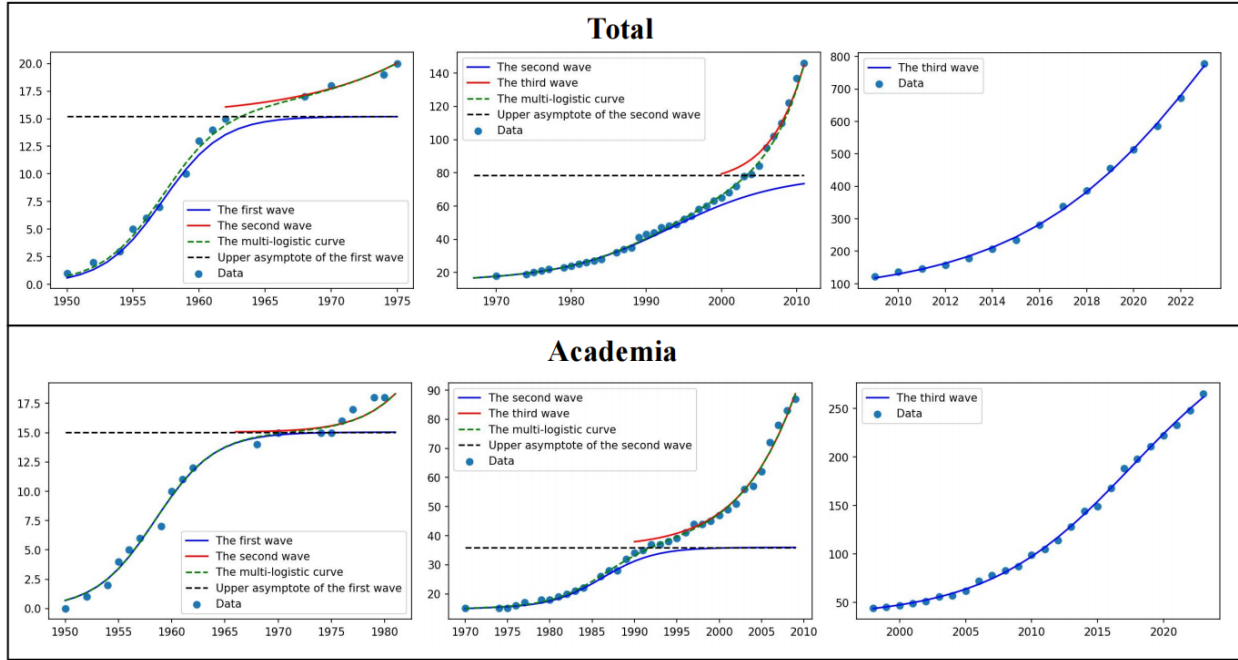 Total
20.0
17.5
15.0
12.5
10.0
7.5
5.0
2.5
0.0
The first wave
The second wave
The multi-logistic curve
Upper asymptote of the first wave
Data
1950 1955 1960 1965 1970 1975
140
120
100
80
60
40
20
The second wave
The third wave
The multi-logistic curve
Upper asymptote of the second wave
Data
1970 1980 1990 2000 2010
800
700
600
500
400
300
200
100
The third wave
Data
2010 2012 2014 2016 2018 2020 2022
Academia
17.5
15.0
12.5
10.0
7.5
5.0
2.5
0.0
The first wave
The second wave
The multi-logistic curve
Upper asymptote of the first wave
Data
1950 1955 1960 1965 1970 1975 1980
90
80
70
60
50
40
30
20
The second wave
The third wave
The multi-logistic curve
Upper asymptote of the second wave
Data
1970 1975 1980 1985 1990 1995 2000 2005 2010
250
200
150
100
50
The third wave
Data
2000 2005 2010 2015 2020